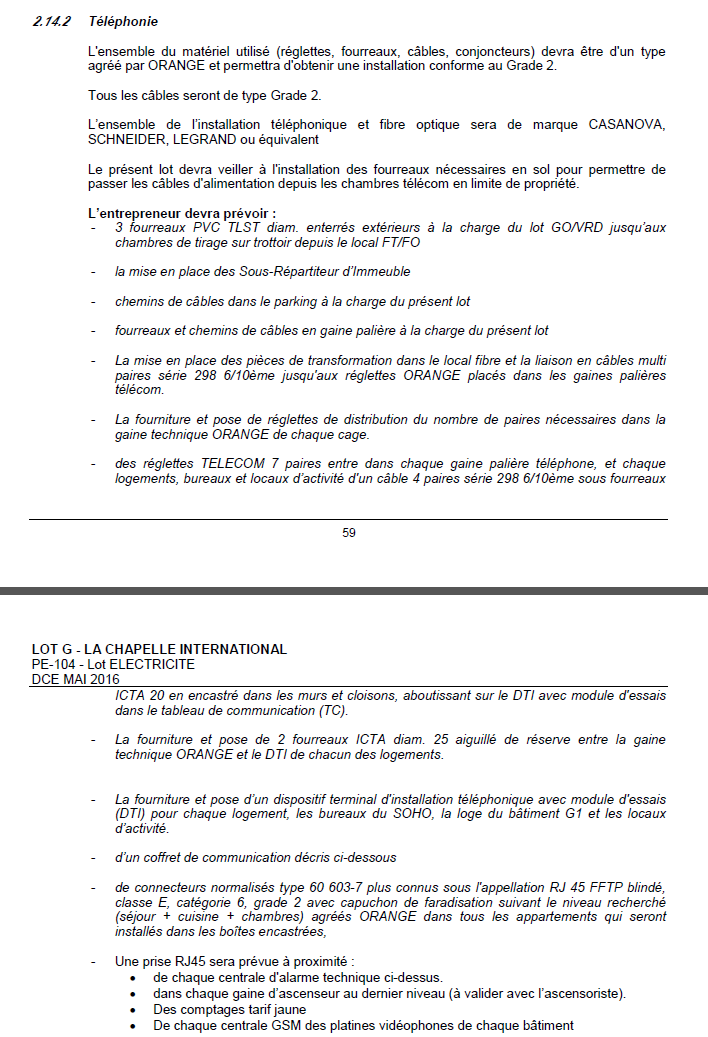 2.14.2 Téléphonie
L'ensemble du matériel utilisé (réglettes, fourreaux, câbles, conjoncteurs) devra être d'un type
agréé par ORANGE et permettra d'obtenir une installation conforme au Grade 2.
Tous les câbles seront de type Grade 2.
L'ensemble de l'installation téléphonique et fibre optique sera de marque CASANOVA,
SCHNEIDER, LEGRAND ou équivalent
Le présent lot devra veiller à l'installation des fourreaux nécessaires en sol pour permettre de
passer les câbles d'alimentation depuis les chambres télécom en limite de propriété.
L'entrepreneur devra prévoir :
- 3 fourreaux PVC TLST diam. enterrés extérieurs à la charge du lot GO/VRD jusqu'aux
chambres de tirage sur trottoir depuis le local FT/FO
- la mise en place des Sous-Répartiteur d'Immeuble
- chemins de câbles dans le parking à la charge du présent lot
- fourreaux et chemins de câbles en gaine palière à la charge du présent lot
- La mise en place des pièces de transformation dans le local fibre et la liaison en câbles multi
paires série 298 6/10ème jusqu'aux réglettes ORANGE placés dans les gaines palières
télécom.
- La fourniture et pose de réglettes de distribution du nombre de paires nécessaires dans la
gaine technique ORANGE de chaque cage.
- des réglettes TELECOM 7 paires entre dans chaque gaine palière téléphone, et chaque
logements, bureaux et locaux d'activité d'un câble 4 paires série 298 6/10ème sous fourreaux
59
LOT G - LA CHAPELLE INTERNATIONAL
PE-104 - Lot ELECTRICITE
DCE MAI 2016
ICTA 20 en encastré dans les murs et cloisons, aboutissant sur le DTI avec module d'essais
dans le tableau de communication (TC).
- La fourniture et pose de 2 fourreaux ICTA diam. 25 aiguillé de réserve entre la gaine
technique ORANGE et le DTI de chacun des logements.
- La fourniture et pose d'un dispositif terminal d'installation téléphonique avec module d'essais
(DTI) pour chaque logement, les bureaux du SOHO, la loge du bâtiment G1 et les locaux
d'activité.
- d'un coffret de communication décris ci-dessous
- de connecteurs normalisés type 60 603-7 plus connus sous l'appellation RJ 45 FFTP blindé,
classe E, catégorie 6, grade 2 avec capuchon de faradisation suivant le niveau recherché
(séjour + cuisine + chambres) agréés ORANGE dans tous les appartements qui seront
installés dans les boîtes encastrées,
- Une prise RJ45 sera prévue à proximité :
• de chaque centrale d'alarme technique ci-dessus.
• dans chaque gaine d'ascenseur au dernier niveau (à valider avec l'ascensoriste).
• Des comptages tarif jaune
• De chaque centrale GSM des platines vidéophones de chaque bâtiment